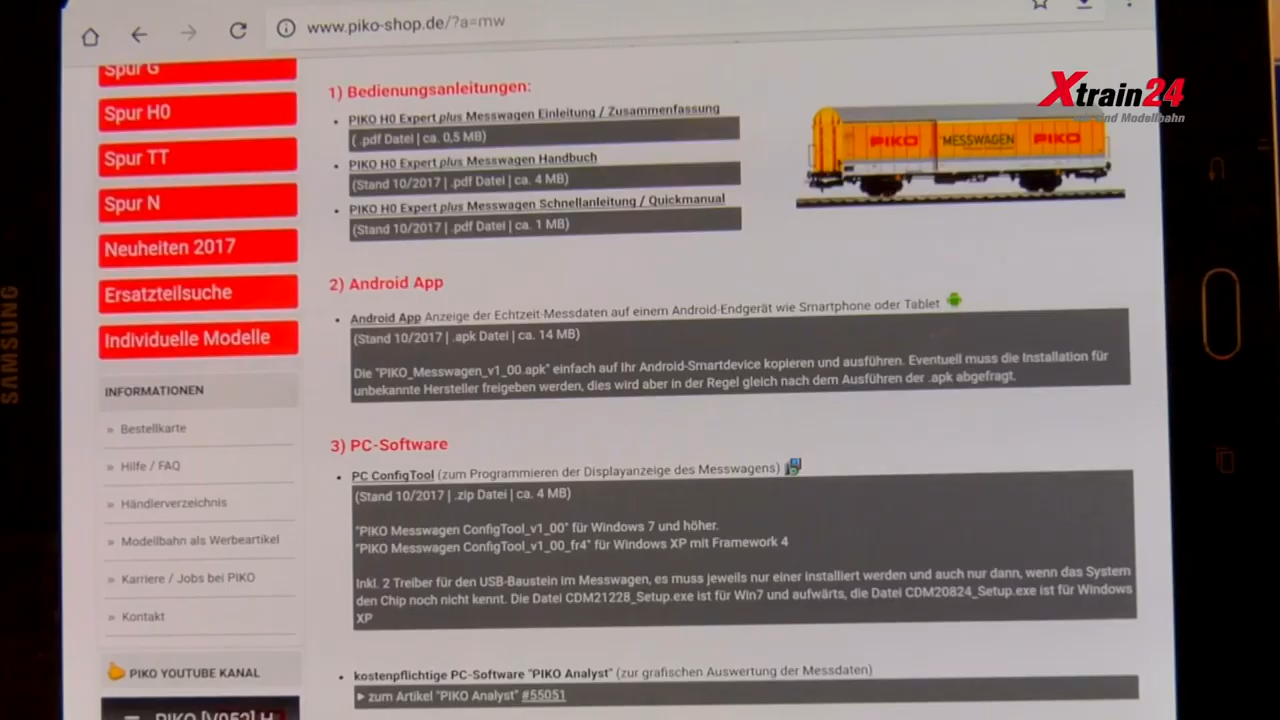 www.piko-shop.de/?a=mw
Spur G
Spur H0
Spur TT
Spur N
Neuheiten 2017
Ersatzteilsuche
Individuelle Modelle
INFORMATIONEN
» Bestellkarte
» Hilfe / FAQ
» Händlerverzeichnis
» Modellbahn als Werbeartikel
» Karriere / Jobs bei PIKO
» Kontakt
PIKO YOUTUBE KANAL
1) Bedienungsanleitungen:
• PIKO H0 Expert plus Messwagen Einleitung / Zusammenfassung
( .pdf Datei | ca. 0,5 MB)
• PIKO H0 Expert plus Messwagen Handbuch
(Stand 10/2017 | .pdf Datei | ca. 4 MB)
• PIKO H0 Expert plus Messwagen Schnellanleitung / Quickmanual
(Stand 10/2017 | .pdf Datei | ca. 1 MB)
2) Android App
• Android App Anzeige der Echtzeit-Messdaten auf einem Android-Endgerät wie Smartphone oder Tablet
(Stand 10/2017 | .apk Datei | ca. 14 MB)
Die "PIKO_Messwagen_v1_00.apk" einfach auf Ihr Android-Smartdevice kopieren und ausführen. Eventuell muss die Installation für
unbekannte Hersteller freigeben werden, dies wird aber in der Regel gleich nach dem Ausführen der .apk abgefragt.
3) PC-Software
• PC ConfigTool (zum Programmieren der Displayanzeige des Messwagens)
(Stand 10/2017 | .zip Datei | ca. 4 MB)
"PIKO Messwagen ConfigTool_v1_00" für Windows 7 und höher.
"PIKO Messwagen ConfigTool_v1_00_fr4" für Windows XP mit Framework 4
Inkl. 2 Treiber für den USB-Baustein im Messwagen, es muss jeweils nur einer installiert werden und auch nur dann, wenn das System
den Chip noch nicht kennt. Die Datei CDM21228_Setup.exe ist für Win7 und aufwärts, die Datei CDM20824_Setup.exe ist für Windows
XP
• kostenpflichtige PC-Software "PIKO Analyst" (zur grafischen Auswertung der Messdaten)
▸ zum Artikel "PIKO Analyst" #55051
Xtrain24
wir sind Modellbahn
PIKO MESSWAGEN PIKO
SAMSUNG